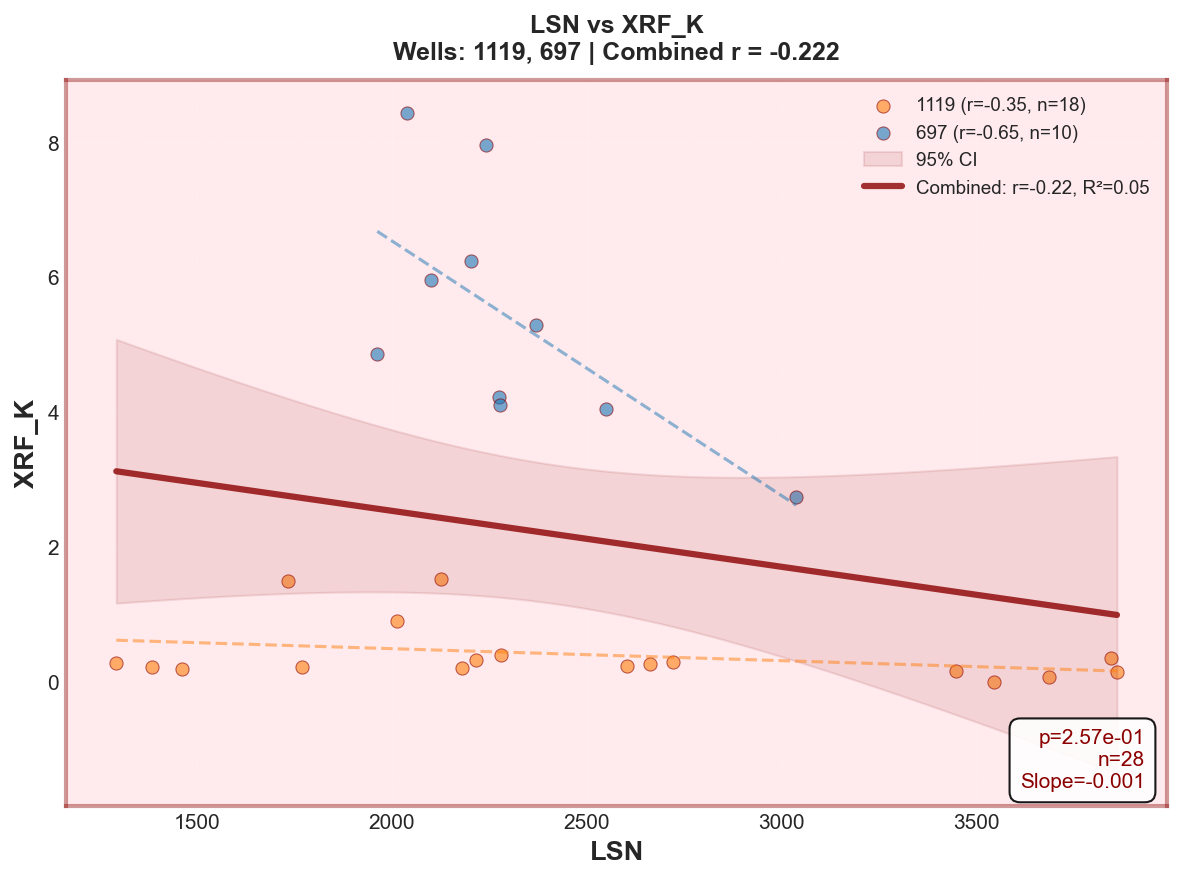 LSN vs XRF_K
Wells: 1119, 697 | Combined r = -0.222
1119 (r=-0.35, n=18)
697 (r=-0.65, n=10)
95% CI
Combined: r=-0.22, R²=0.05
8
6
4
2
0
XRF_K
p=2.57e-01
n=28
Slope=-0.001
1500 2000 2500 3000 3500
LSN